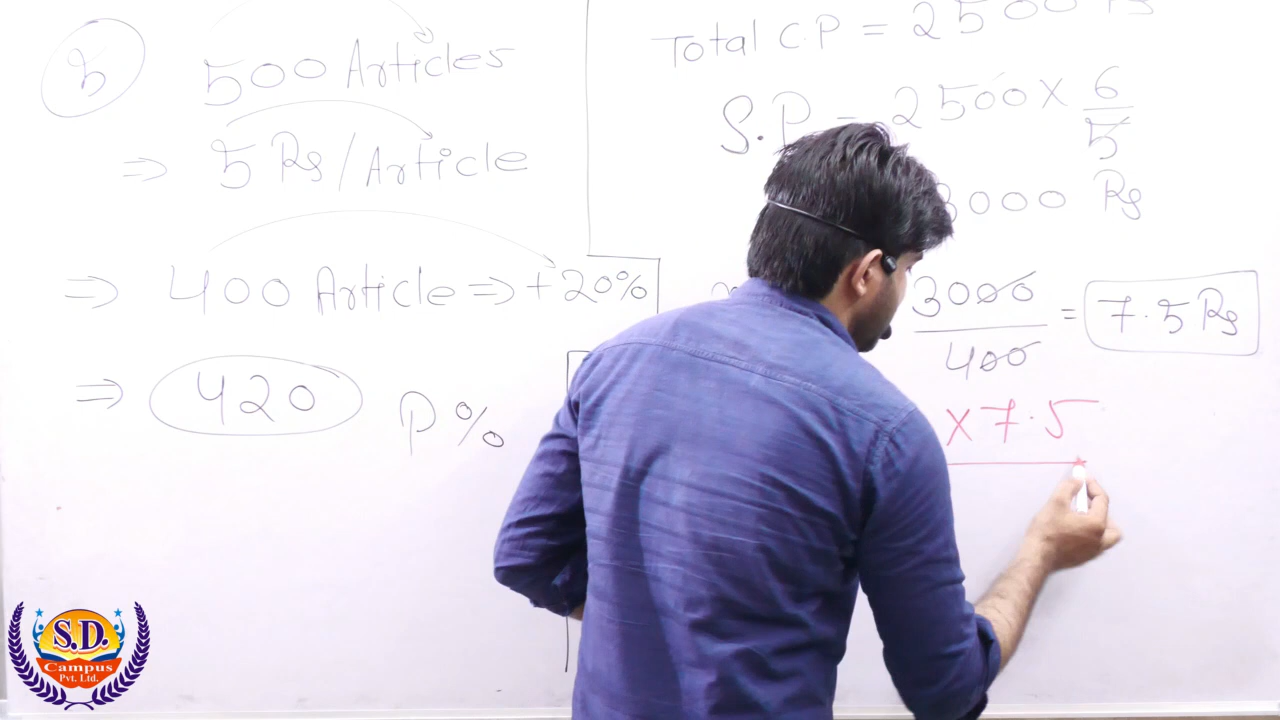 5
500 Articles
⇒ 5 Rs/Article
⇒ 400 Article ⇒ +20%
⇒ 420 P%
Total C.P = 2500 Rs
S.P = 2500 × 6/5
3000 Rs
3000/400 = 7.5 Rs
× 7.5
S.D.
Campus
Pvt. Ltd.